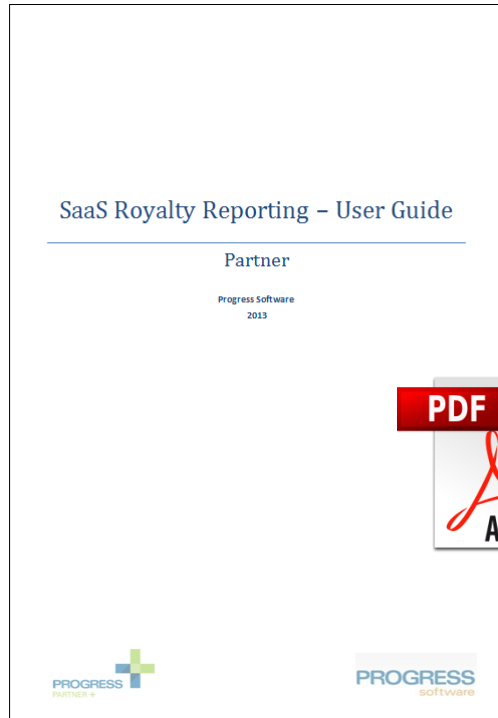 SaaS Royalty Reporting – User Guide
Partner
Progress Software
2013
PDF
A
PROGRESS
PARTNER +
PROGRESS
software